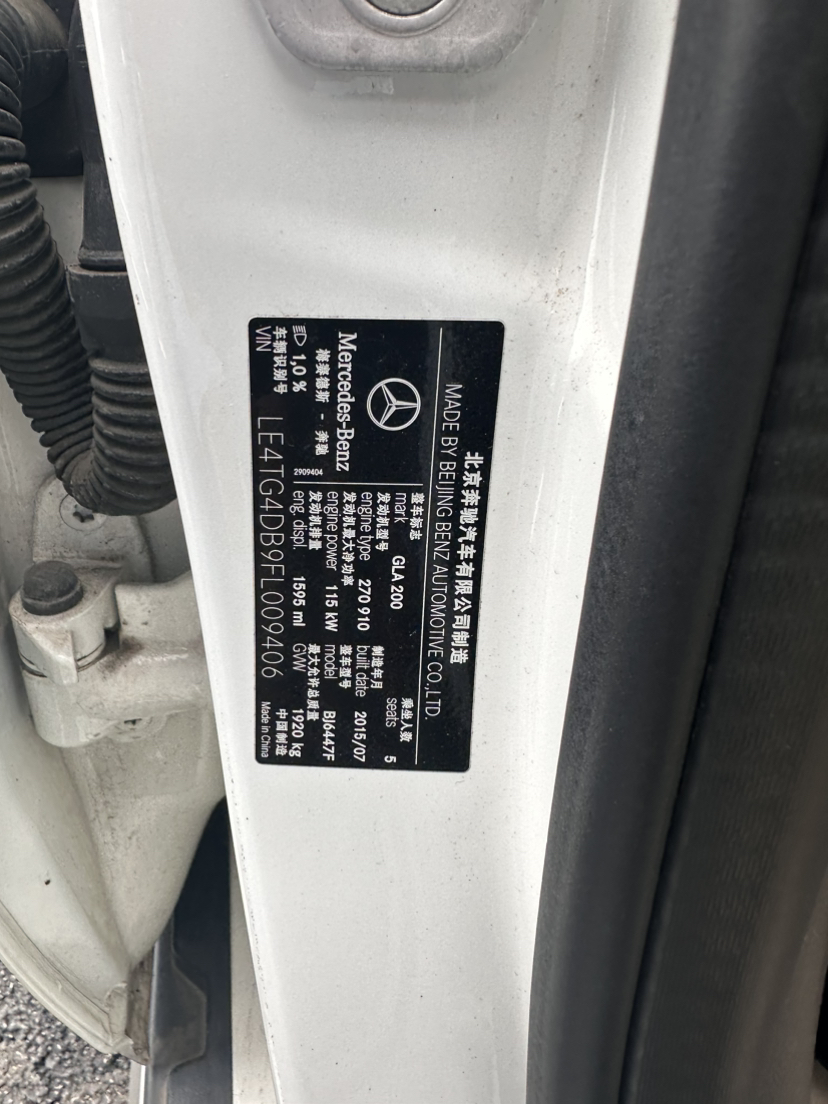 北京奔驰汽车有限公司制造
MADE BY BEIJING BENZ AUTOMOTIVE CO.,LTD.
整车标志
mark GLA 200
乘坐人数
seats 5
发动机型号
engine type 270 910
制造年月
built date 2015/07
发动机最大净功率
engine power 115 kW
整车型号
model BJ6447F
发动机排量
eng. displ. 1595 ml
最大允许总质量
GVW 1920 kg
Mercedes-Benz
梅赛德斯 - 奔驰
2909404
1,0 %
车辆识别号
VIN LE4TG4DB9FL009406
中国制造
Made in China